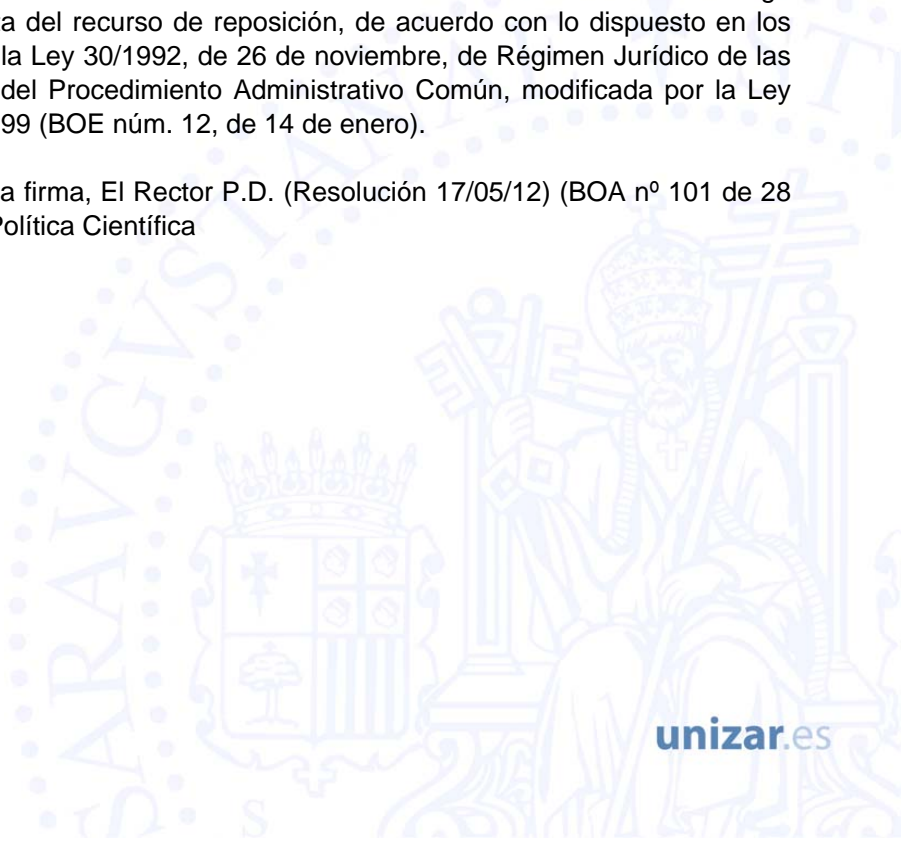 a del recurso de reposición, de acuerdo con lo dispuesto en los
la Ley 30/1992, de 26 de noviembre, de Régimen Jurídico de las
del Procedimiento Administrativo Común, modificada por la Ley
99 (BOE núm. 12, de 14 de enero).
a firma, El Rector P.D. (Resolución 17/05/12) (BOA nº 101 de 28
Política Científica
SARAVGVSTANAE
S
unizar.es